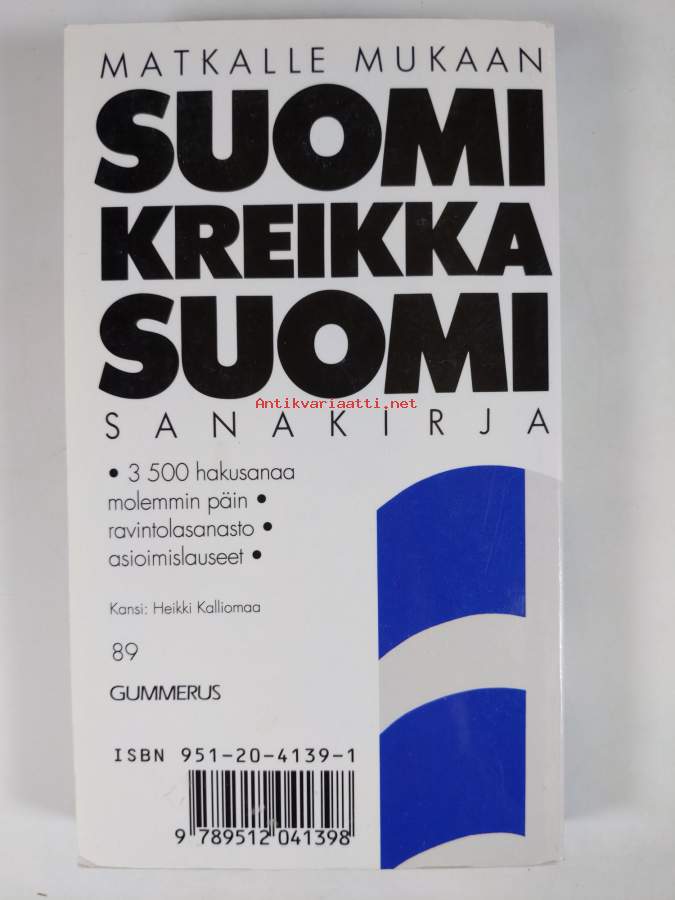 MATKALLE MUKAAN
SUOMI
KREIKKA
SUOMI
Antikvariaatti.net
SANAKIRJA
• 3 500 hakusanaa
molemmin päin •
ravintolasanasto •
asioimislauseet •
Kansi: Heikki Kalliomaa
89
GUMMERUS
ISBN 951-20-4139-1
9 789512 041398